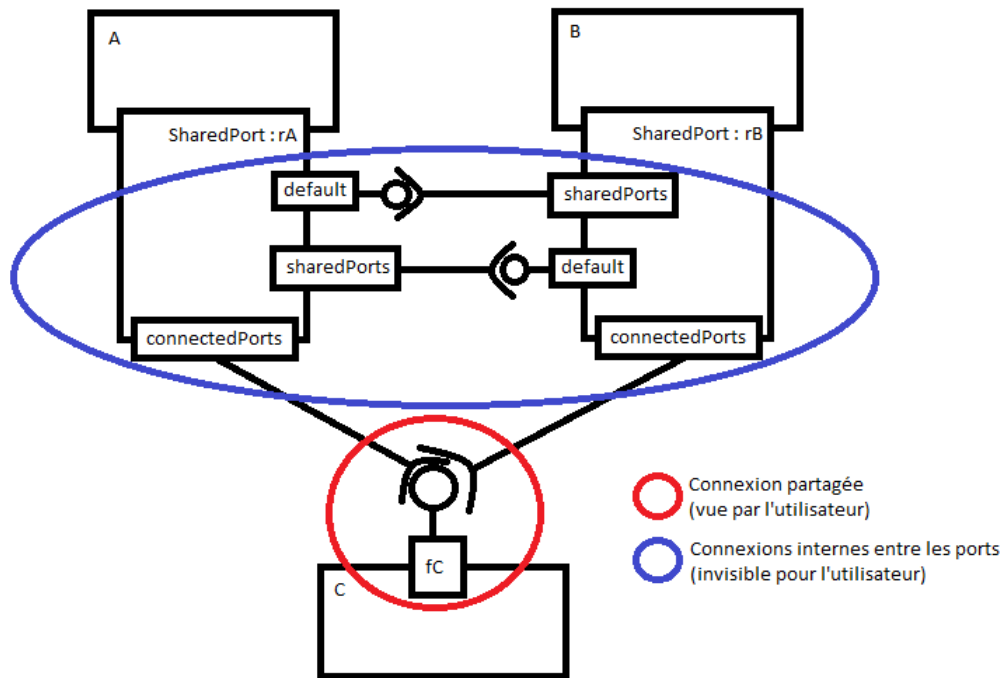 A
B
SharedPort : rA
SharedPort : rB
default
sharedPorts
sharedPorts
default
connectedPorts
connectedPorts
fC
C
Connexion partagée
(vue par l'utilisateur)
Connexions internes entre les ports
(invisible pour l'utilisateur)